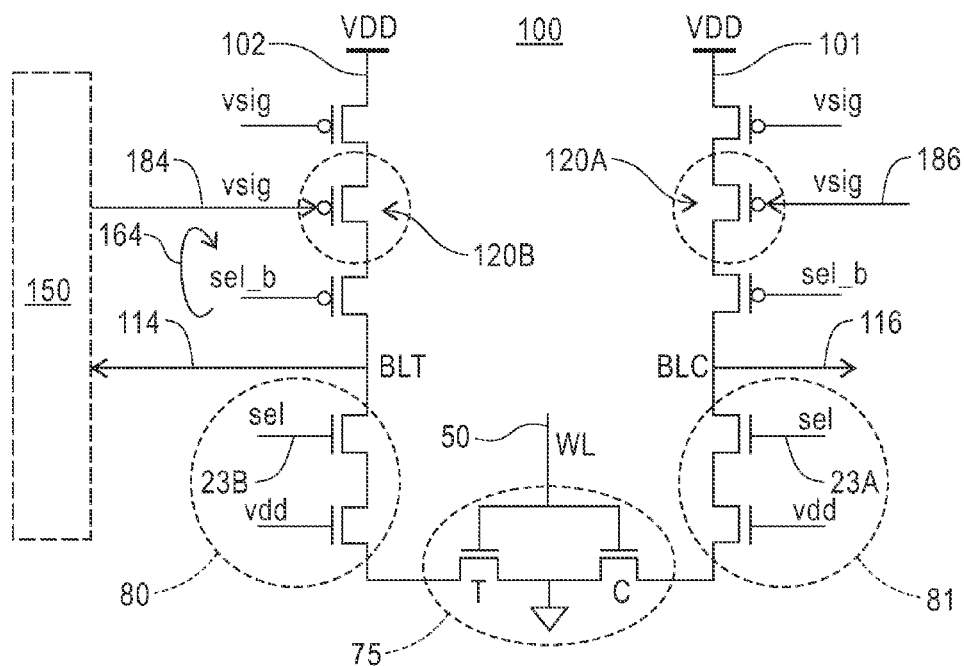 VDD 100 VDD
102 101
vsig vsig
184 120A 186
vsig vsig
164 120B
sel_b sel_b
150
114 116
BLT BLC
sel 50 WL sel
23B 23A
vdd vdd
80 T C 81
75